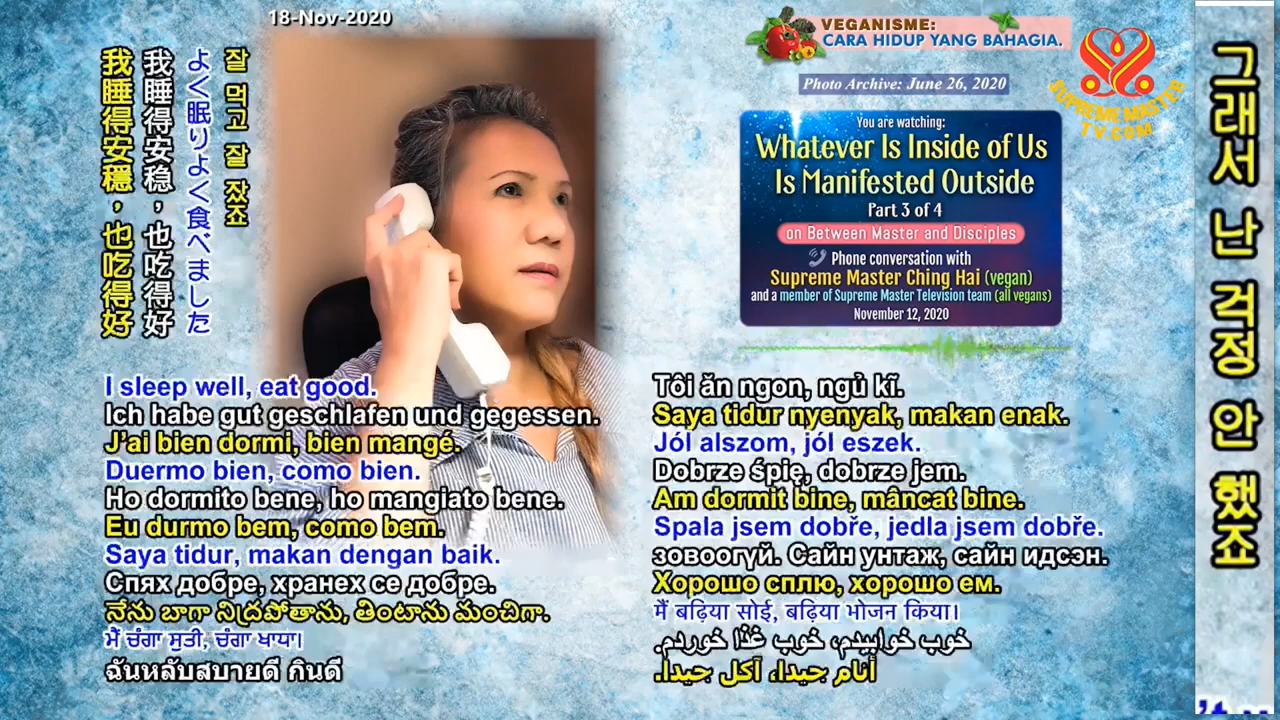 18-Nov-2020
VEGANISME:
CARA HIDUP YANG BAHAGIA.
Photo Archive: June 26, 2020
SUPREME MASTER
TV.COM
You are watching:
Whatever Is Inside of Us
Is Manifested Outside
Part 3 of 4
on Between Master and Disciples
Phone conversation with
Supreme Master Ching Hai (vegan)
and a member of Supreme Master Television team (all vegans)
November 12, 2020
그래서 난 걱정 안 했죠
잘 먹고 잘 잤죠
よく眠りよく食べました
我睡得安稳，也吃得好
我睡得安穩，也吃得好
I sleep well, eat good.
Ich habe gut geschlafen und gegessen.
J’ai bien dormi, bien mangé.
Duermo bien, como bien.
Ho dormito bene, ho mangiato bene.
Eu durmo bem, como bem.
Saya tidur, makan dengan baik.
Спях добре, хранех се добре.
నేను బాగా నిద్రపోతాను, తింటాను మంచిగా.
ਮੈਂ ਚੰਗਾ ਸੁਤੀ, ਚੰਗਾ ਖਾਧਾ।
ฉันหลับสบายดี กินดี
Tôi ăn ngon, ngủ kĩ.
Saya tidur nyenyak, makan enak.
Jól alszom, jól eszek.
Dobrze śpię, dobrze jem.
Am dormit bine, mâncat bine.
Spala jsem dobře, jedla jsem dobře.
зовоогүй. Сайн унтаж, сайн идсэн.
Хорошо сплю, хорошо ем.
मैं बढ़िया सोई, बढ़िया भोजन किया।
خوب خوابیدم، خوب غذا خوردم.
أنام جيدا، آكل جيدا.